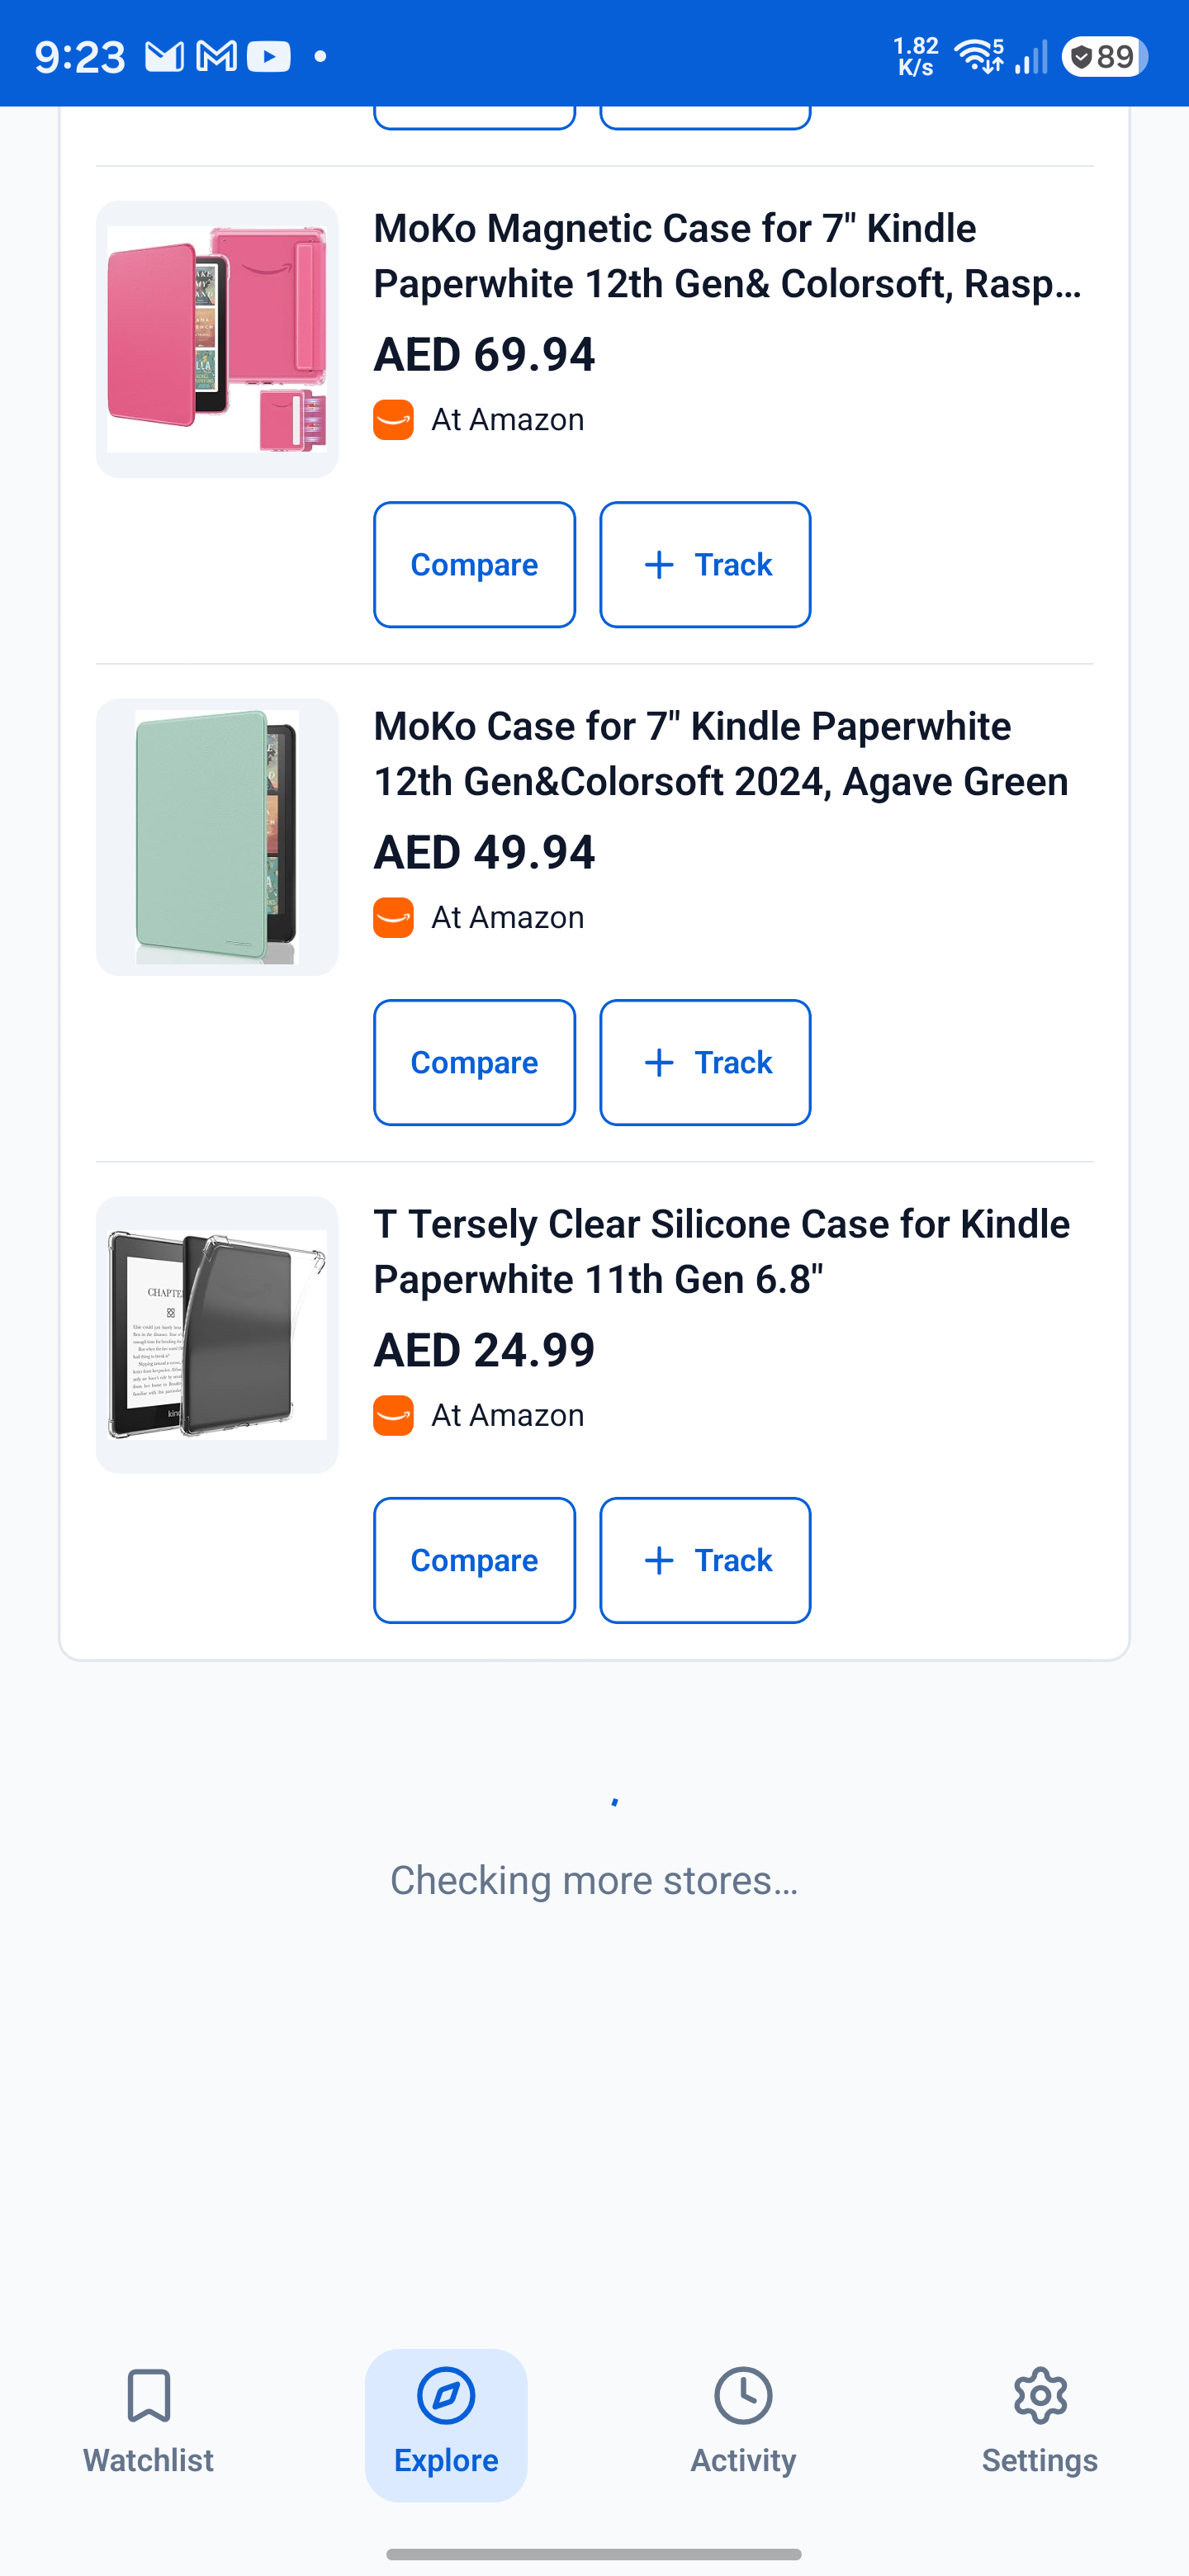 9:23
1.82
K/s
5
89
MoKo Magnetic Case for 7" Kindle
Paperwhite 12th Gen& Colorsoft, Rasp...
AED 69.94
At Amazon
Compare
+ Track
MoKo Case for 7" Kindle Paperwhite
12th Gen&Colorsoft 2024, Agave Green
AED 49.94
At Amazon
Compare
+ Track
T Tersely Clear Silicone Case for Kindle
Paperwhite 11th Gen 6.8"
AED 24.99
At Amazon
Compare
+ Track
Checking more stores...
Watchlist
Explore
Activity
Settings